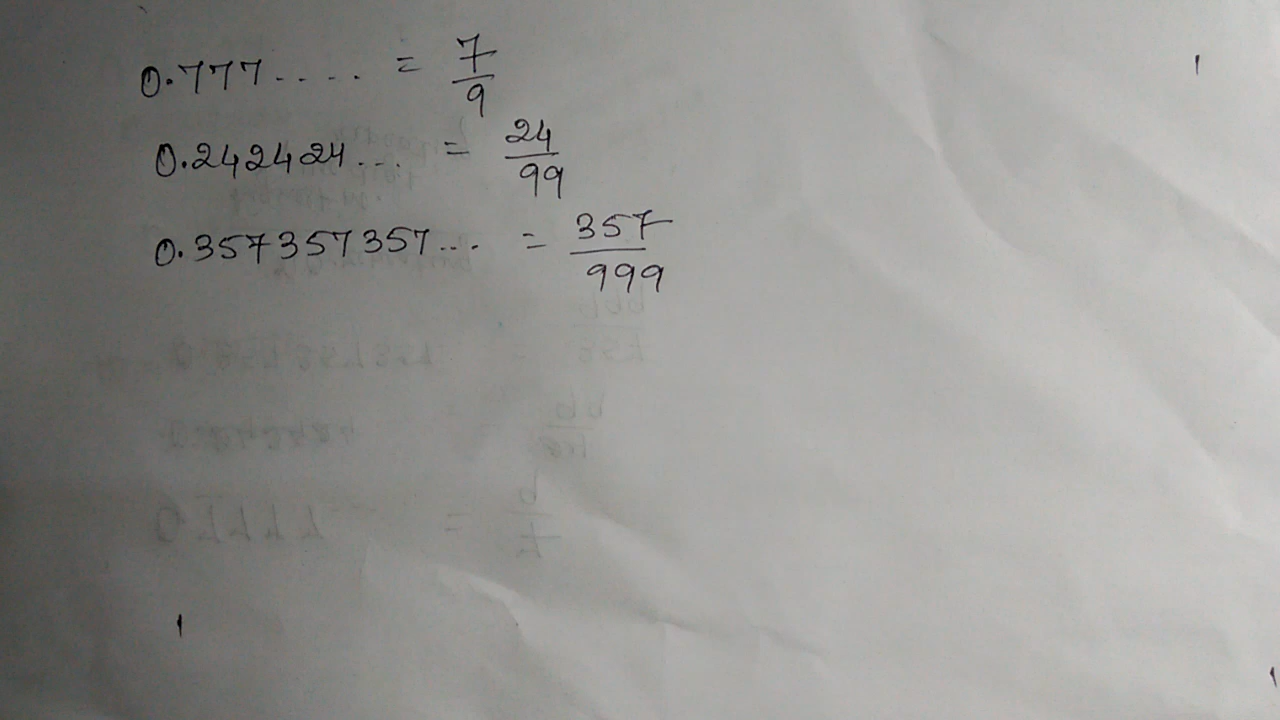 0.777.... = 7/9
0.242424... = 24/99
0.357357357... = 357/999